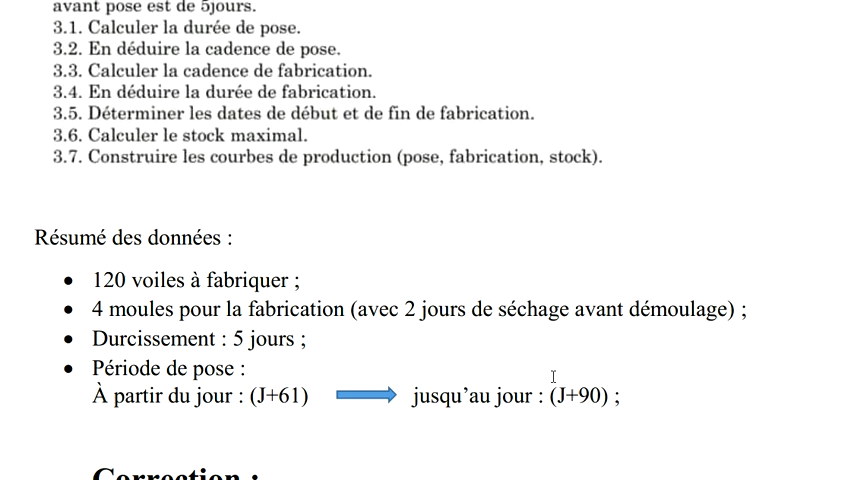 avant pose est de 5jours.
3.1. Calculer la durée de pose.
3.2. En déduire la cadence de pose.
3.3. Calculer la cadence de fabrication.
3.4. En déduire la durée de fabrication.
3.5. Déterminer les dates de début et de fin de fabrication.
3.6. Calculer le stock maximal.
3.7. Construire les courbes de production (pose, fabrication, stock).
Résumé des données :
• 120 voiles à fabriquer ;
• 4 moules pour la fabrication (avec 2 jours de séchage avant démoulage) ;
• Durcissement : 5 jours ;
• Période de pose :
À partir du jour : (J+61) jusqu’au jour : (J+90) ;
Correction :